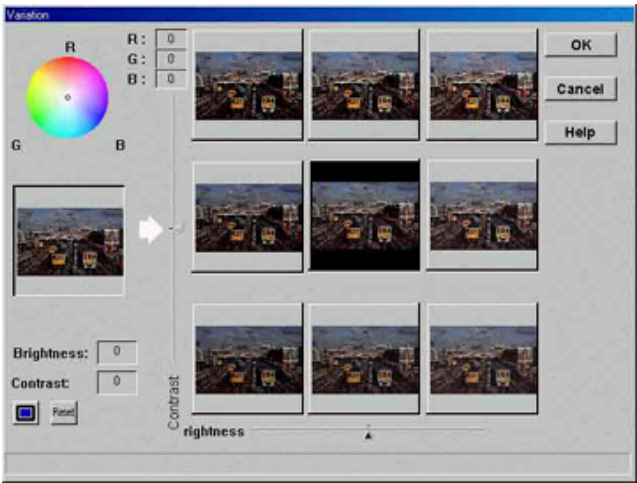 Variation
R
R: 0
G: 0
B: 0
G B
OK
Cancel
Help
Brightness: 0
Contrast: 0
Reset
Contrast
rightness